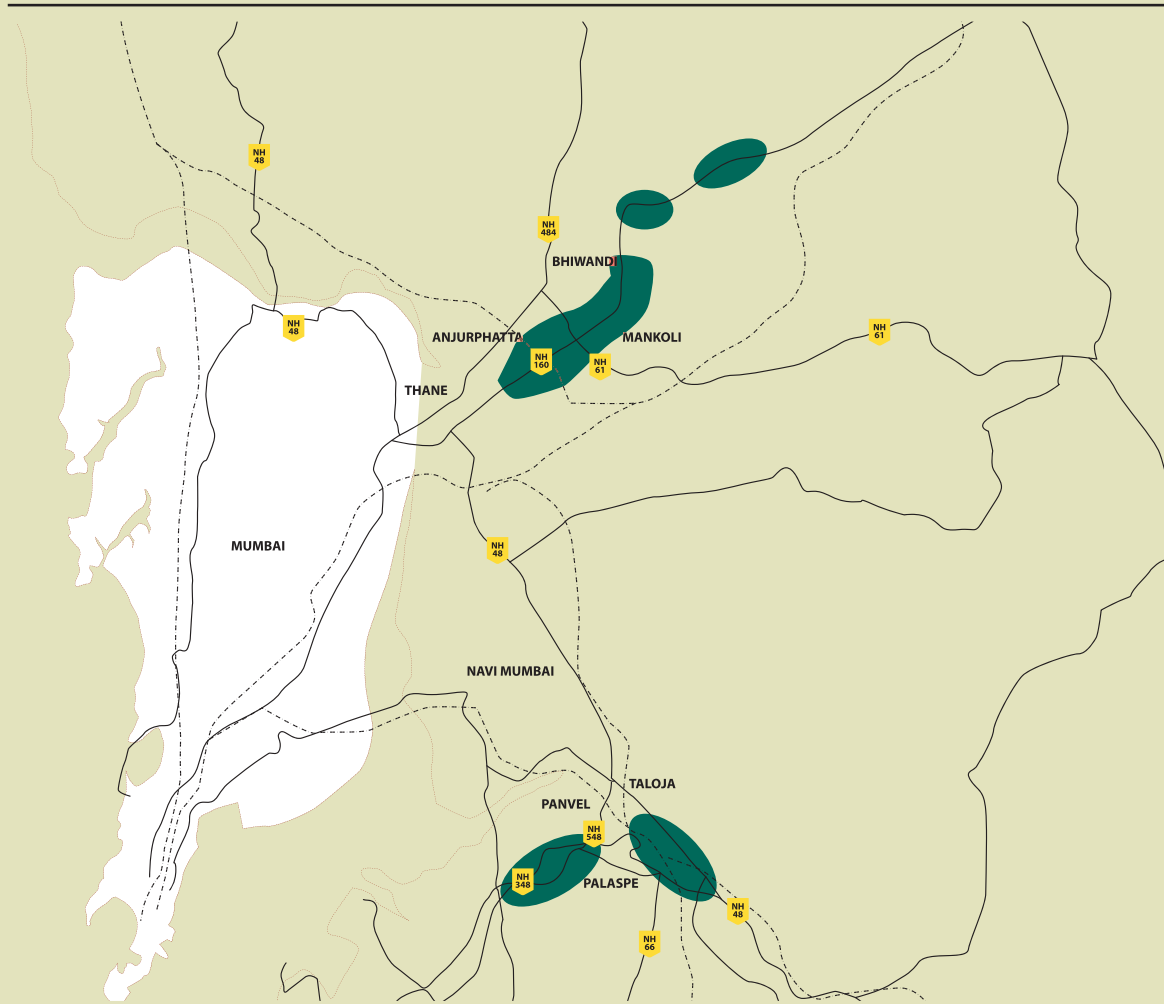 NH
48
NH
484
BHIWANDI
NH
48
ANJURPHATTA
MANKOLI
NH
61
NH
160
NH
61
THANE
MUMBAI
NH
48
NAVI MUMBAI
TALOJA
PANVEL
NH
548
NH
348
PALASPE
NH
48
NH
66